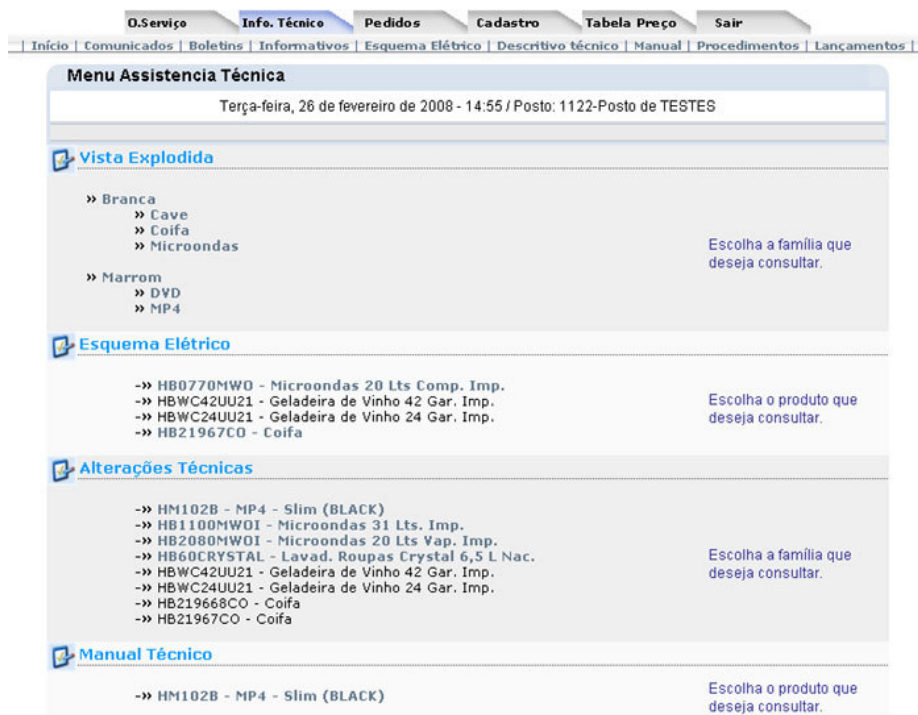 O.Serviço Info. Técnico Pedidos Cadastro Tabela Preço Sair
| Início | Comunicados | Boletins | Informativos | Esquema Elétrico | Descritivo técnico | Manual | Procedimentos | Lançamentos |
Menu Assistencia Técnica
Terça-feira, 26 de fevereiro de 2008 - 14:55 / Posto: 1122-Posto de TESTES
Vista Explodida
» Branca
» Cave
» Coifa
» Microondas
» Marrom
» DVD
» MP4
Escolha a família que
deseja consultar.
Esquema Elétrico
-» HB0770MWO - Microondas 20 Lts Comp. Imp.
-» HBWC42UU21 - Geladeira de Vinho 42 Gar. Imp.
-» HBWC24UU21 - Geladeira de Vinho 24 Gar. Imp.
-» HB21967CO - Coifa
Escolha o produto que
deseja consultar.
Alterações Técnicas
-» HM102B - MP4 - Slim (BLACK)
-» HB1100MWOI - Microondas 31 Lts. Imp.
-» HB2080MWOI - Microondas 20 Lts Vap. Imp.
-» HB60CRYSTAL - Lavad. Roupas Crystal 6,5 L Nac.
-» HBWC42UU21 - Geladeira de Vinho 42 Gar. Imp.
-» HBWC24UU21 - Geladeira de Vinho 24 Gar. Imp.
-» HB219668CO - Coifa
-» HB21967CO - Coifa
Escolha a família que
deseja consultar.
Manual Técnico
-» HM102B - MP4 - Slim (BLACK)
Escolha o produto que
deseja consultar.